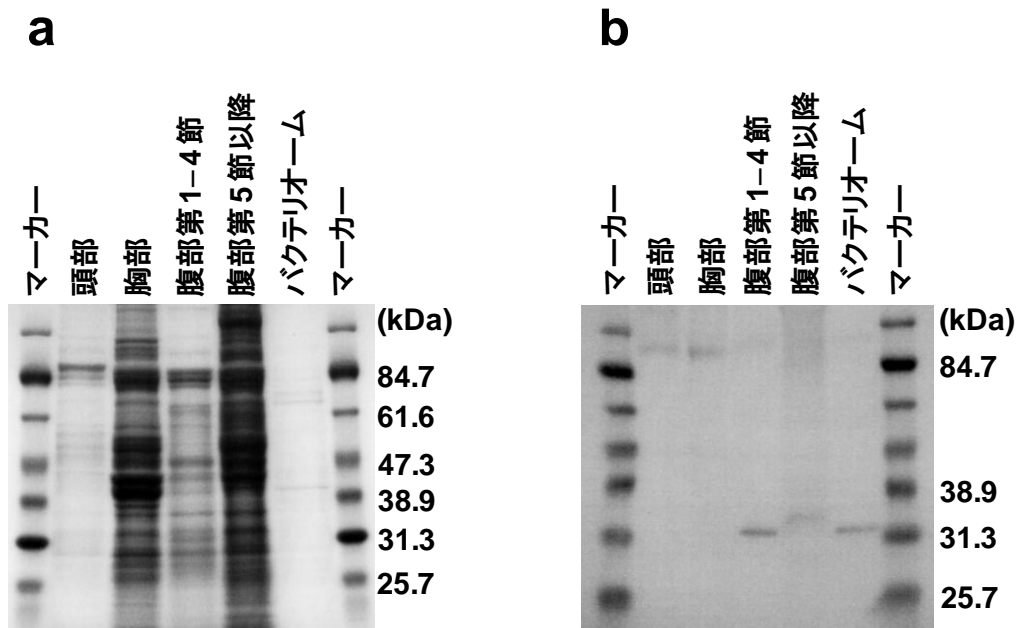 a
マーカー
頭部
胸部
腹部第1–4節
腹部第5節以降
バクテリオーム
マーカー
(kDa)
84.7
61.6
47.3
38.9
31.3
25.7
b
マーカー
頭部
胸部
腹部第1–4節
腹部第5節以降
バクテリオーム
マーカー
(kDa)
84.7
38.9
31.3
25.7